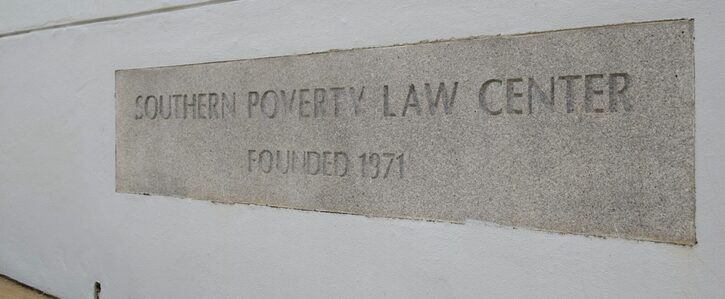 SOUTHERN POVERTY LAW CENTER
FOUNDED 1971